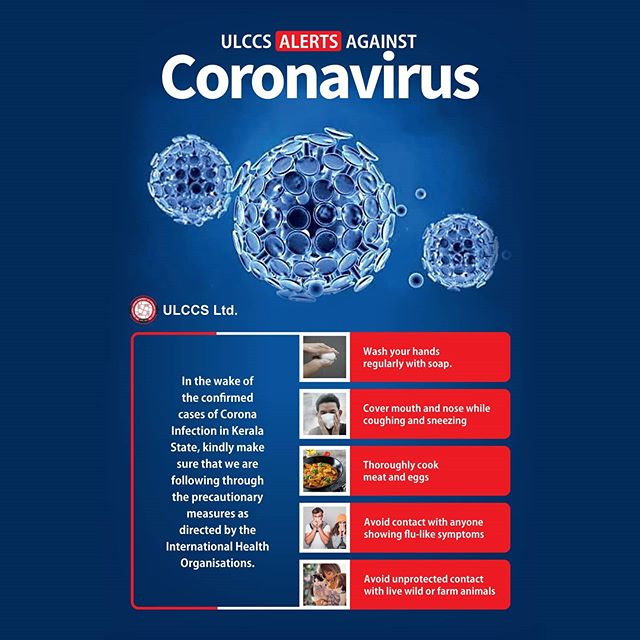 ULCCS ALERTS AGAINST
Coronavirus
ULCCS Ltd.
In the wake of
the confirmed
cases of Corona
Infection in Kerala
State, kindly make
sure that we are
following through
the precautionary
measures as
directed by the
International Health
Organisations.
Wash your hands
regularly with soap.
Cover mouth and nose while
coughing and sneezing
Thoroughly cook
meat and eggs
Avoid contact with anyone
showing flu-like symptoms
Avoid unprotected contact
with live wild or farm animals